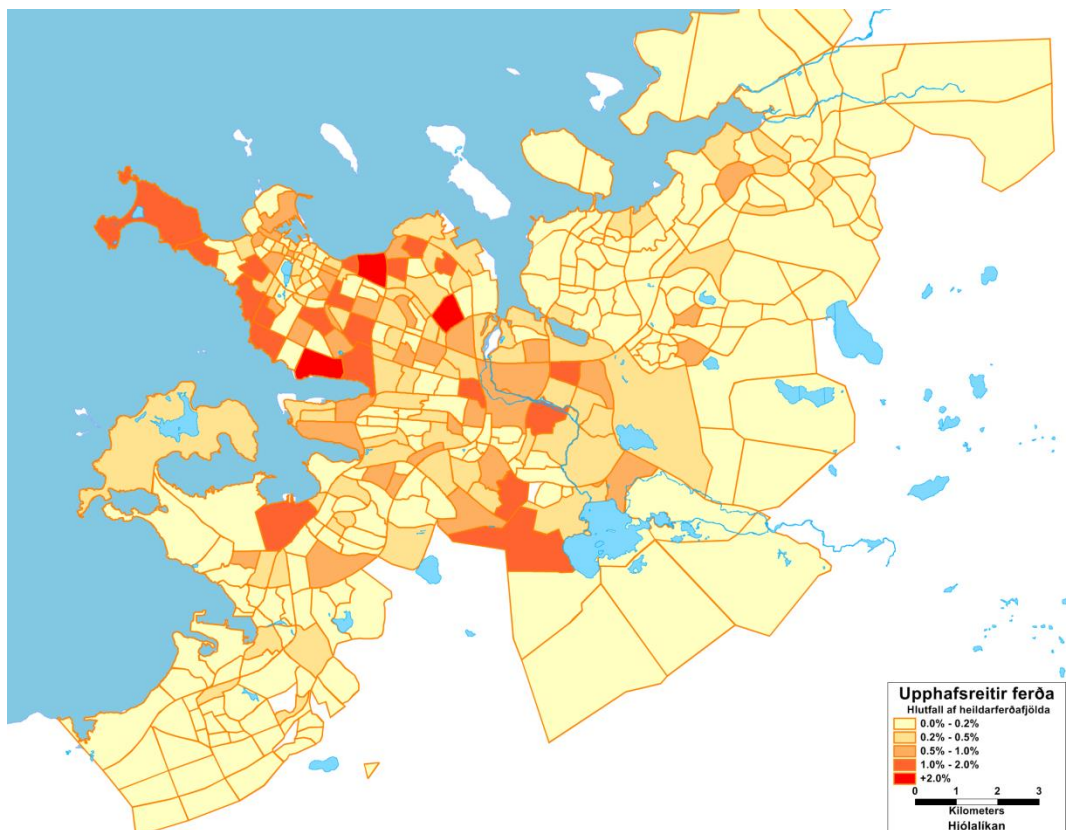 Upphafsreitir ferða
Hlutfall af heildarferðafjölda
0.0% - 0.2%
0.2% - 0.5%
0.5% - 1.0%
1.0% - 2.0%
+2.0%
0 1 2 3
Kilometers
Hjólalíkan